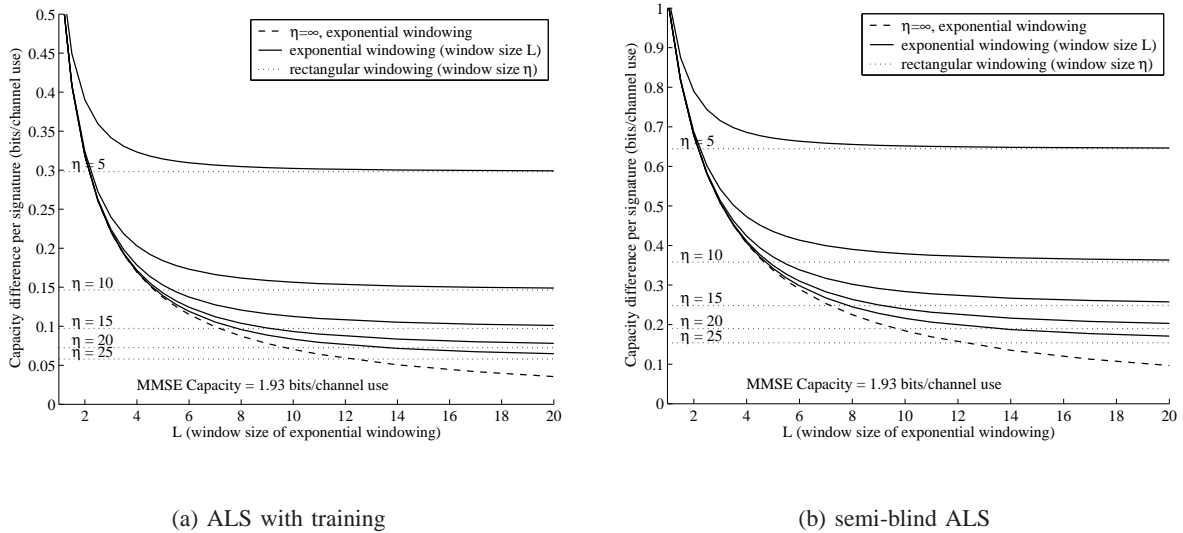 0.5
0.45
0.4
0.35
0.3
0.25
0.2
0.15
0.1
0.05
0
Capacity difference per signature (bits/channel use)
η=∞, exponential windowing
exponential windowing (window size L)
rectangular windowing (window size η)
η = 5
η = 10
η = 15
η = 20
η = 25
MMSE Capacity = 1.93 bits/channel use
2 4 6 8 10 12 14 16 18 20
L (window size of exponential windowing)
(a) ALS with training
1
0.9
0.8
0.7
0.6
0.5
0.4
0.3
0.2
0.1
0
Capacity difference per signature (bits/channel use)
η=∞, exponential windowing
exponential windowing (window size L)
rectangular windowing (window size η)
η = 5
η = 10
η = 15
η = 20
η = 25
MMSE Capacity = 1.93 bits/channel use
2 4 6 8 10 12 14 16 18 20
L (window size of exponential windowing)
(b) semi-blind ALS